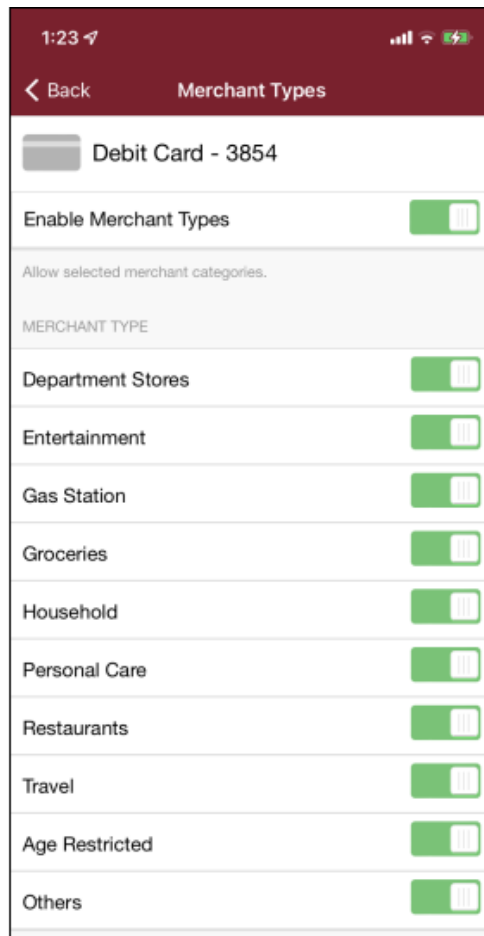 1:23
Back Merchant Types
Debit Card - 3854
Enable Merchant Types
Allow selected merchant categories.
MERCHANT TYPE
Department Stores
Entertainment
Gas Station
Groceries
Household
Personal Care
Restaurants
Travel
Age Restricted
Others